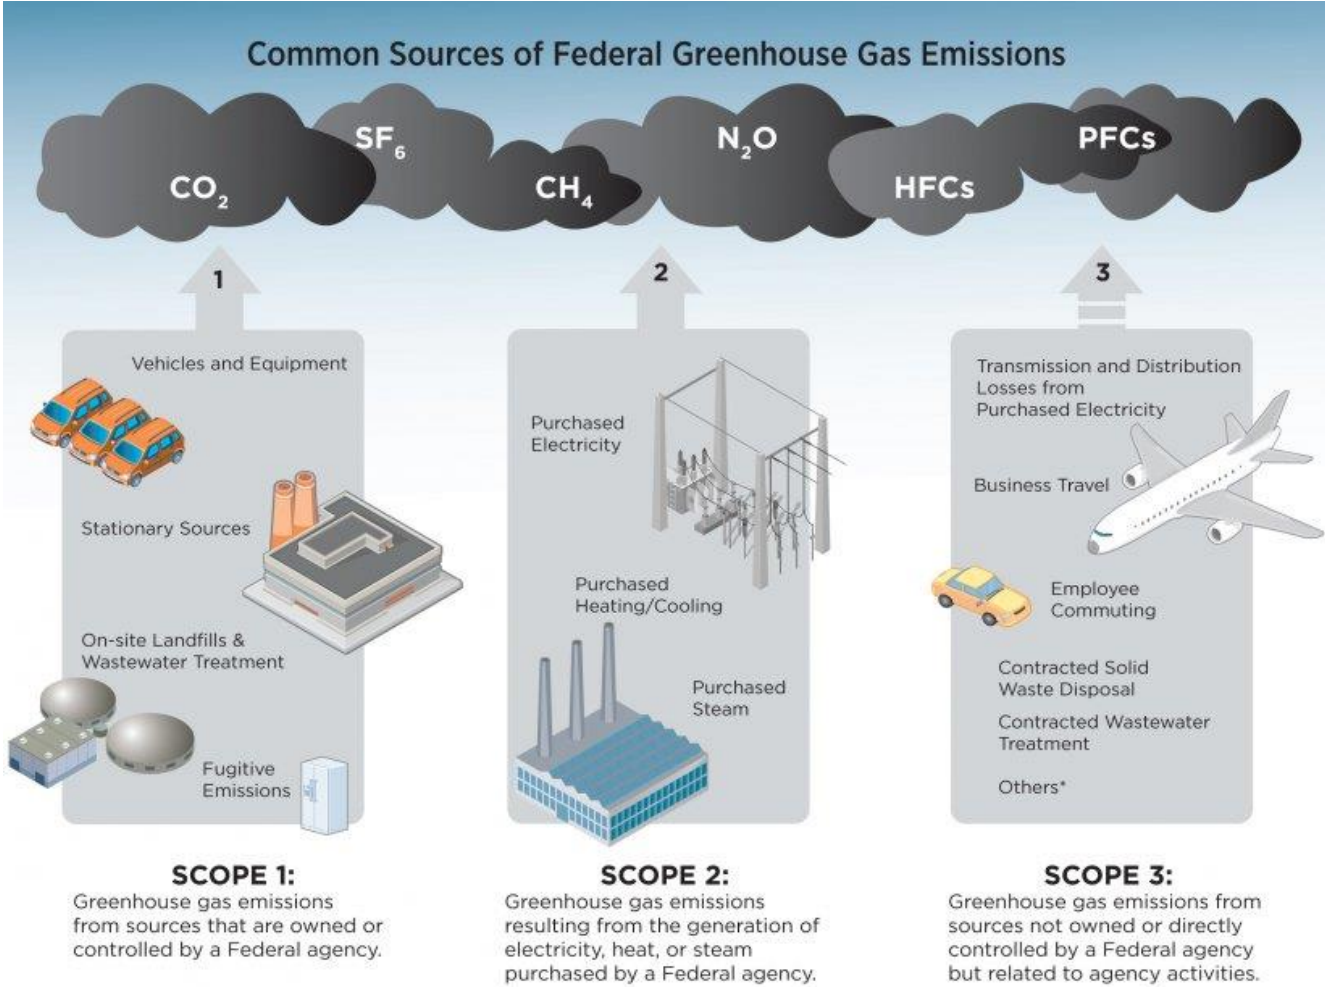 Common Sources of Federal Greenhouse Gas Emissions
SF6
N2O
PFCs
CO2
CH4
HFCs
1
Vehicles and Equipment
Stationary Sources
On-site Landfills &
Wastewater Treatment
Fugitive
Emissions
SCOPE 1:
Greenhouse gas emissions
from sources that are owned or
controlled by a Federal agency.
2
Purchased
Electricity
Purchased
Heating/Cooling
Purchased
Steam
SCOPE 2:
Greenhouse gas emissions
resulting from the generation of
electricity, heat, or steam
purchased by a Federal agency.
3
Transmission and Distribution
Losses from
Purchased Electricity
Business Travel
Employee
Commuting
Contracted Solid
Waste Disposal
Contracted Wastewater
Treatment
Others*
SCOPE 3:
Greenhouse gas emissions from
sources not owned or directly
controlled by a Federal agency
but related to agency activities.